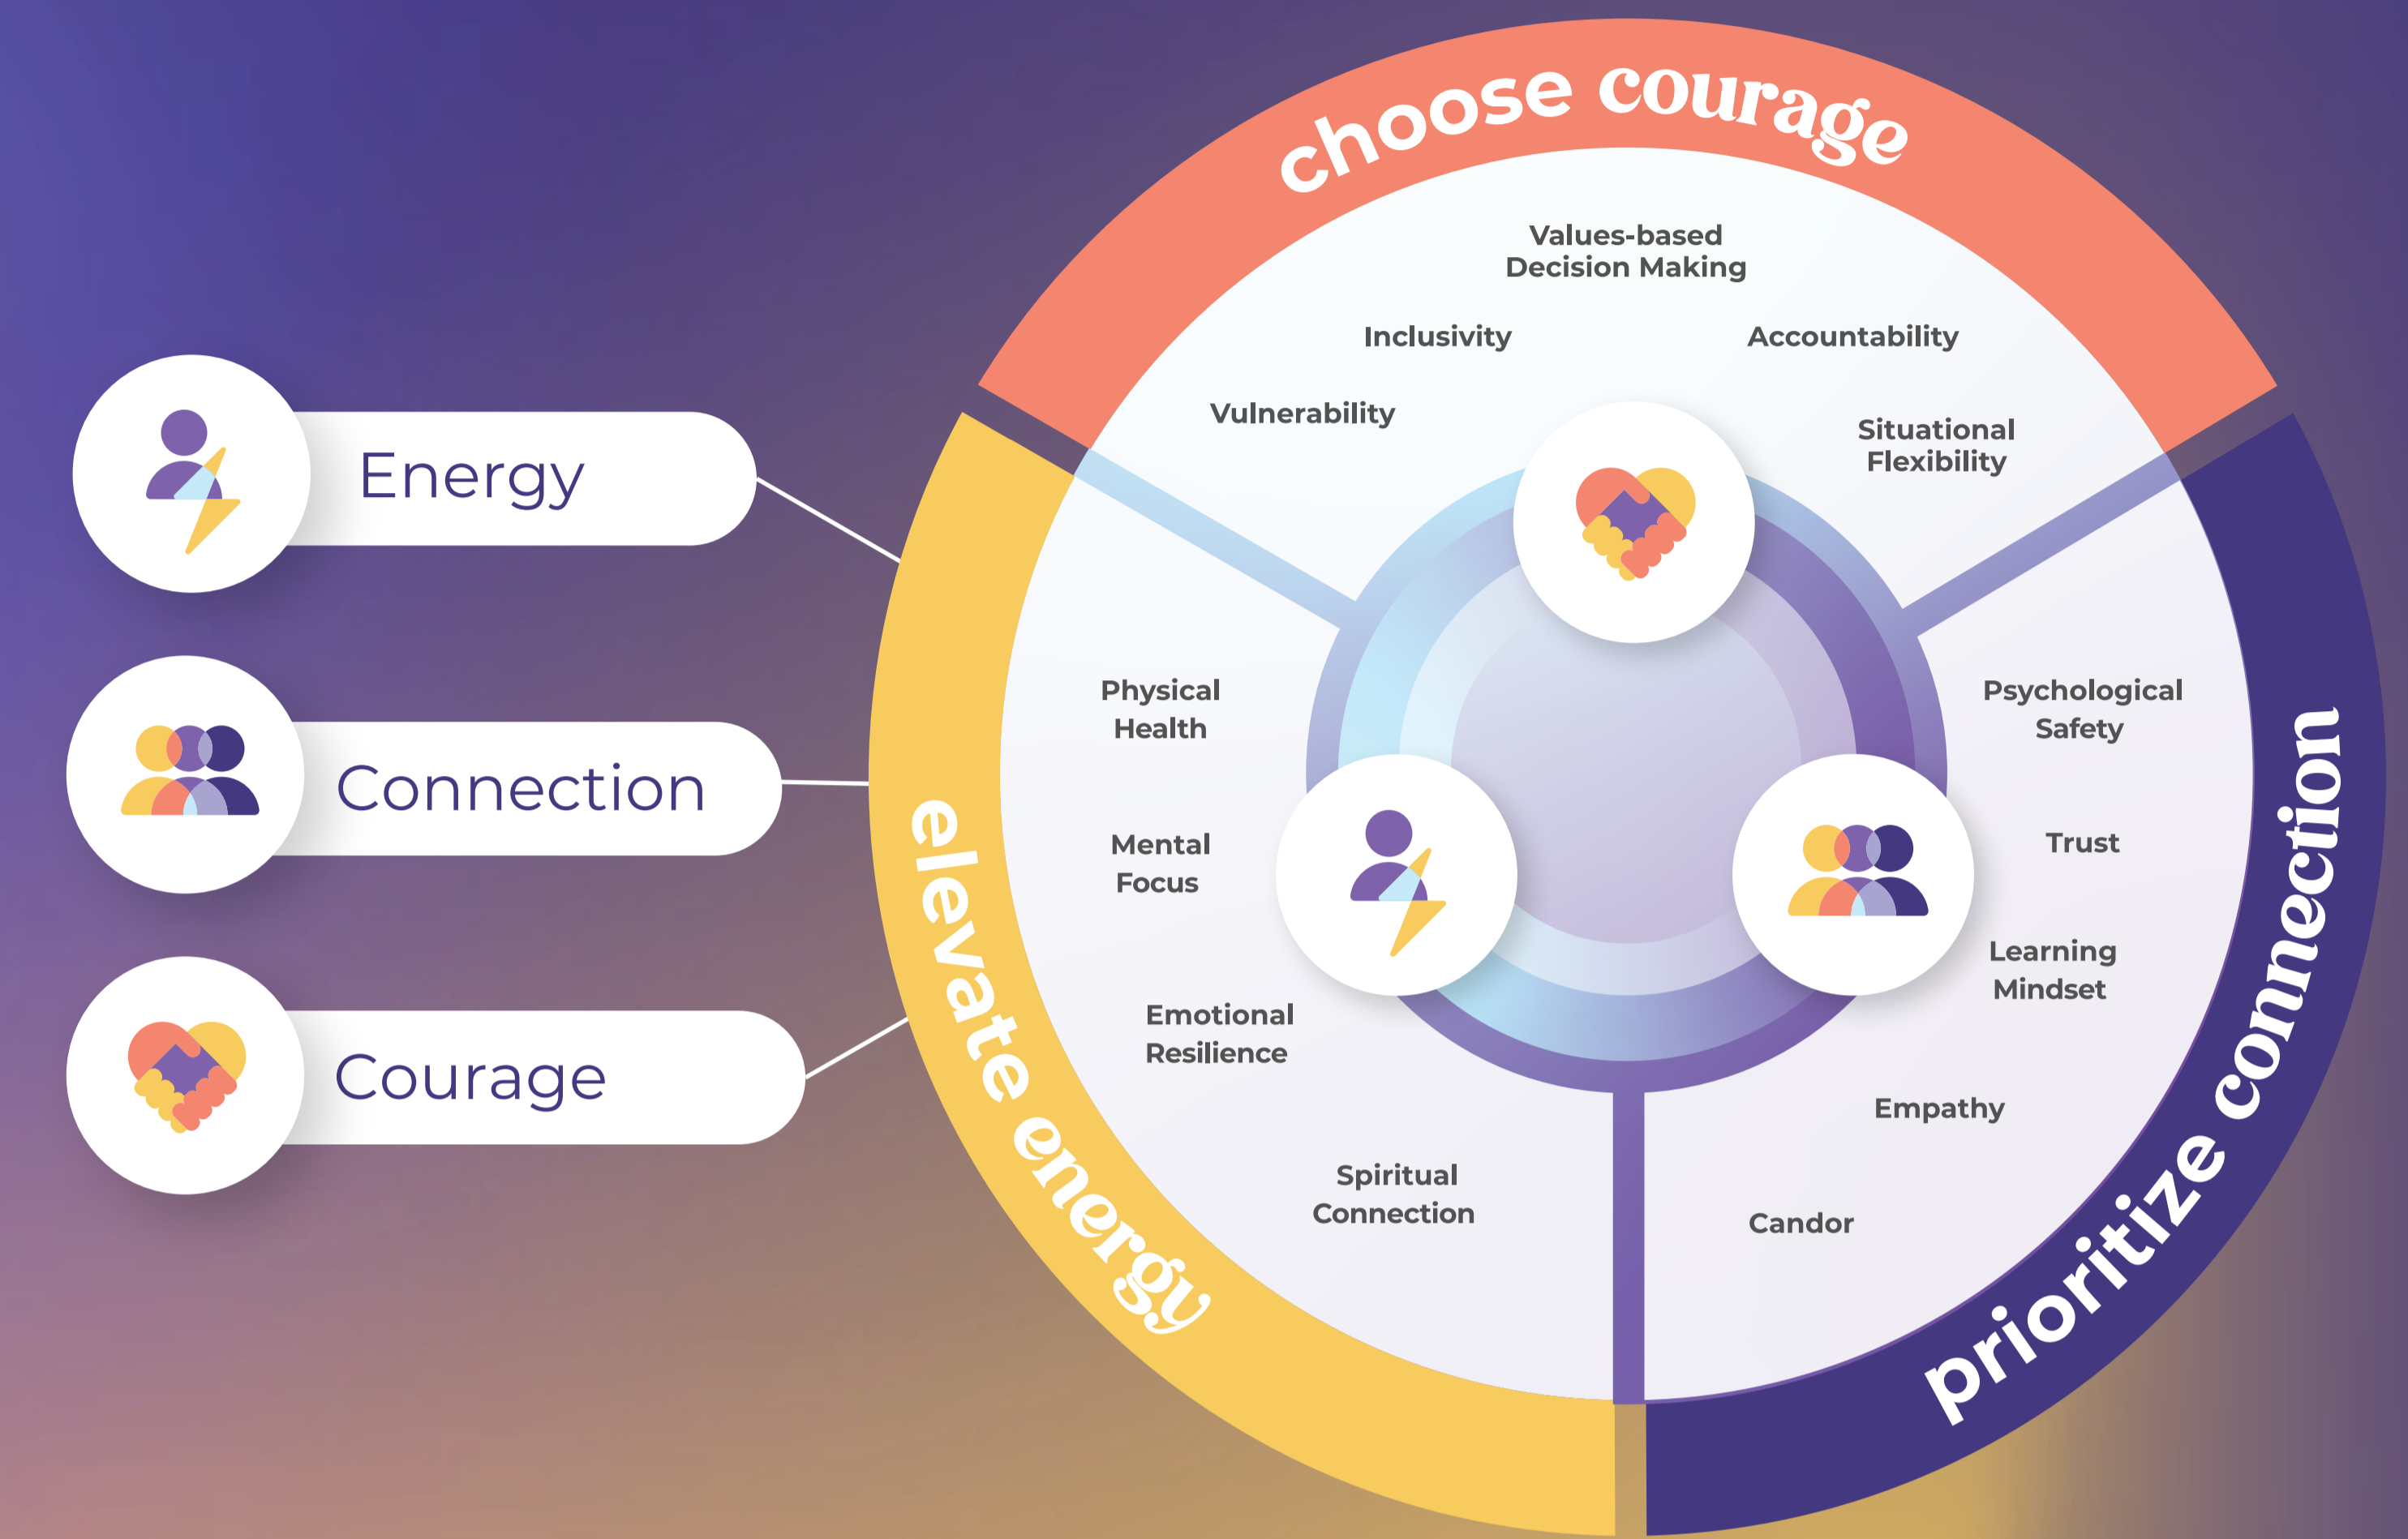 Energy
Connection
Courage
choose courage
Values-based
Decision Making
Inclusivity
Accountability
Vulnerability
Situational
Flexibility
elevate energy
Physical
Health
Mental
Focus
Emotional
Resilience
Spiritual
Connection
prioritize connection
Psychological
Safety
Trust
Learning
Mindset
Empathy
Candor